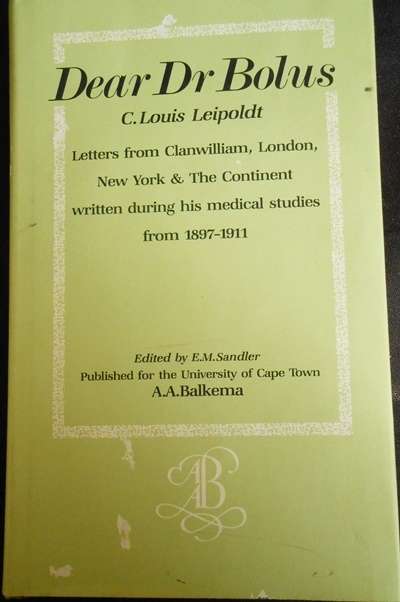 Dear Dr Bolus
C. Louis Leipoldt
Letters from Clanwilliam, London,
New York & The Continent
written during his medical studies
from 1897-1911
Edited by E.M. Sandler
Published for the University of Cape Town
A.A.Balkema
AAB